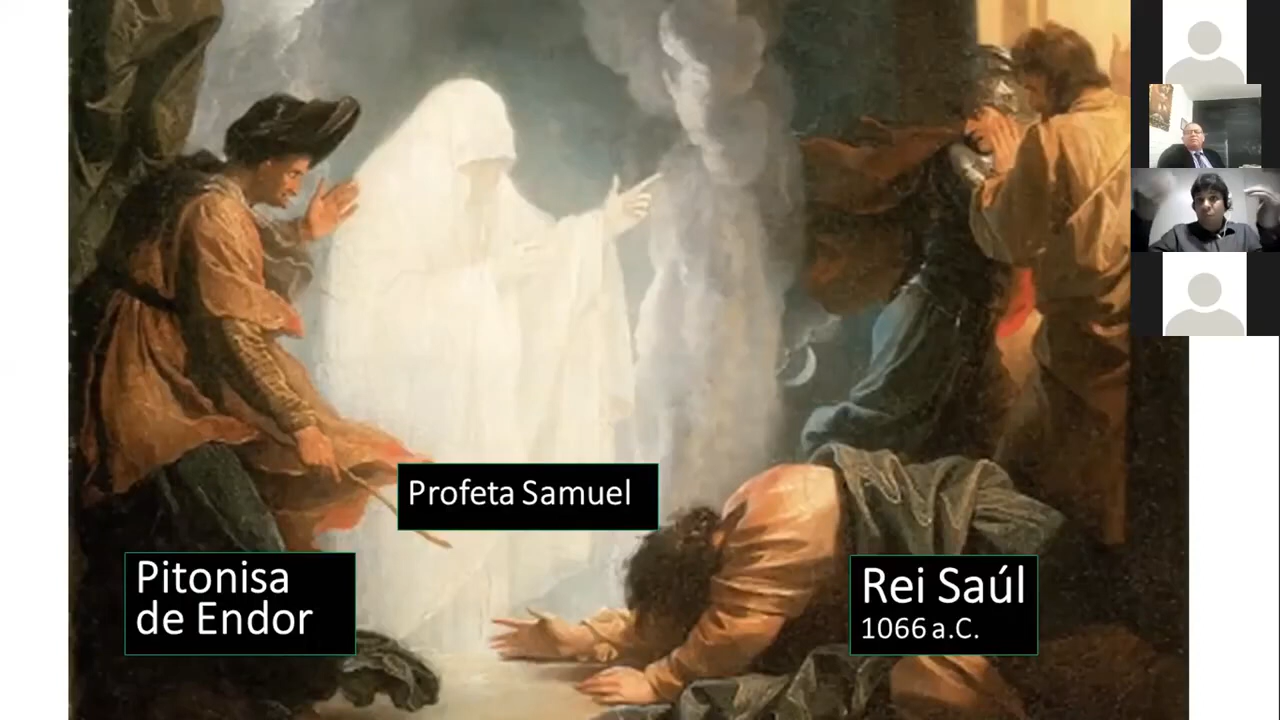 Profeta Samuel
Pitonisa
de Endor
Rei Saúl
1066 a.C.